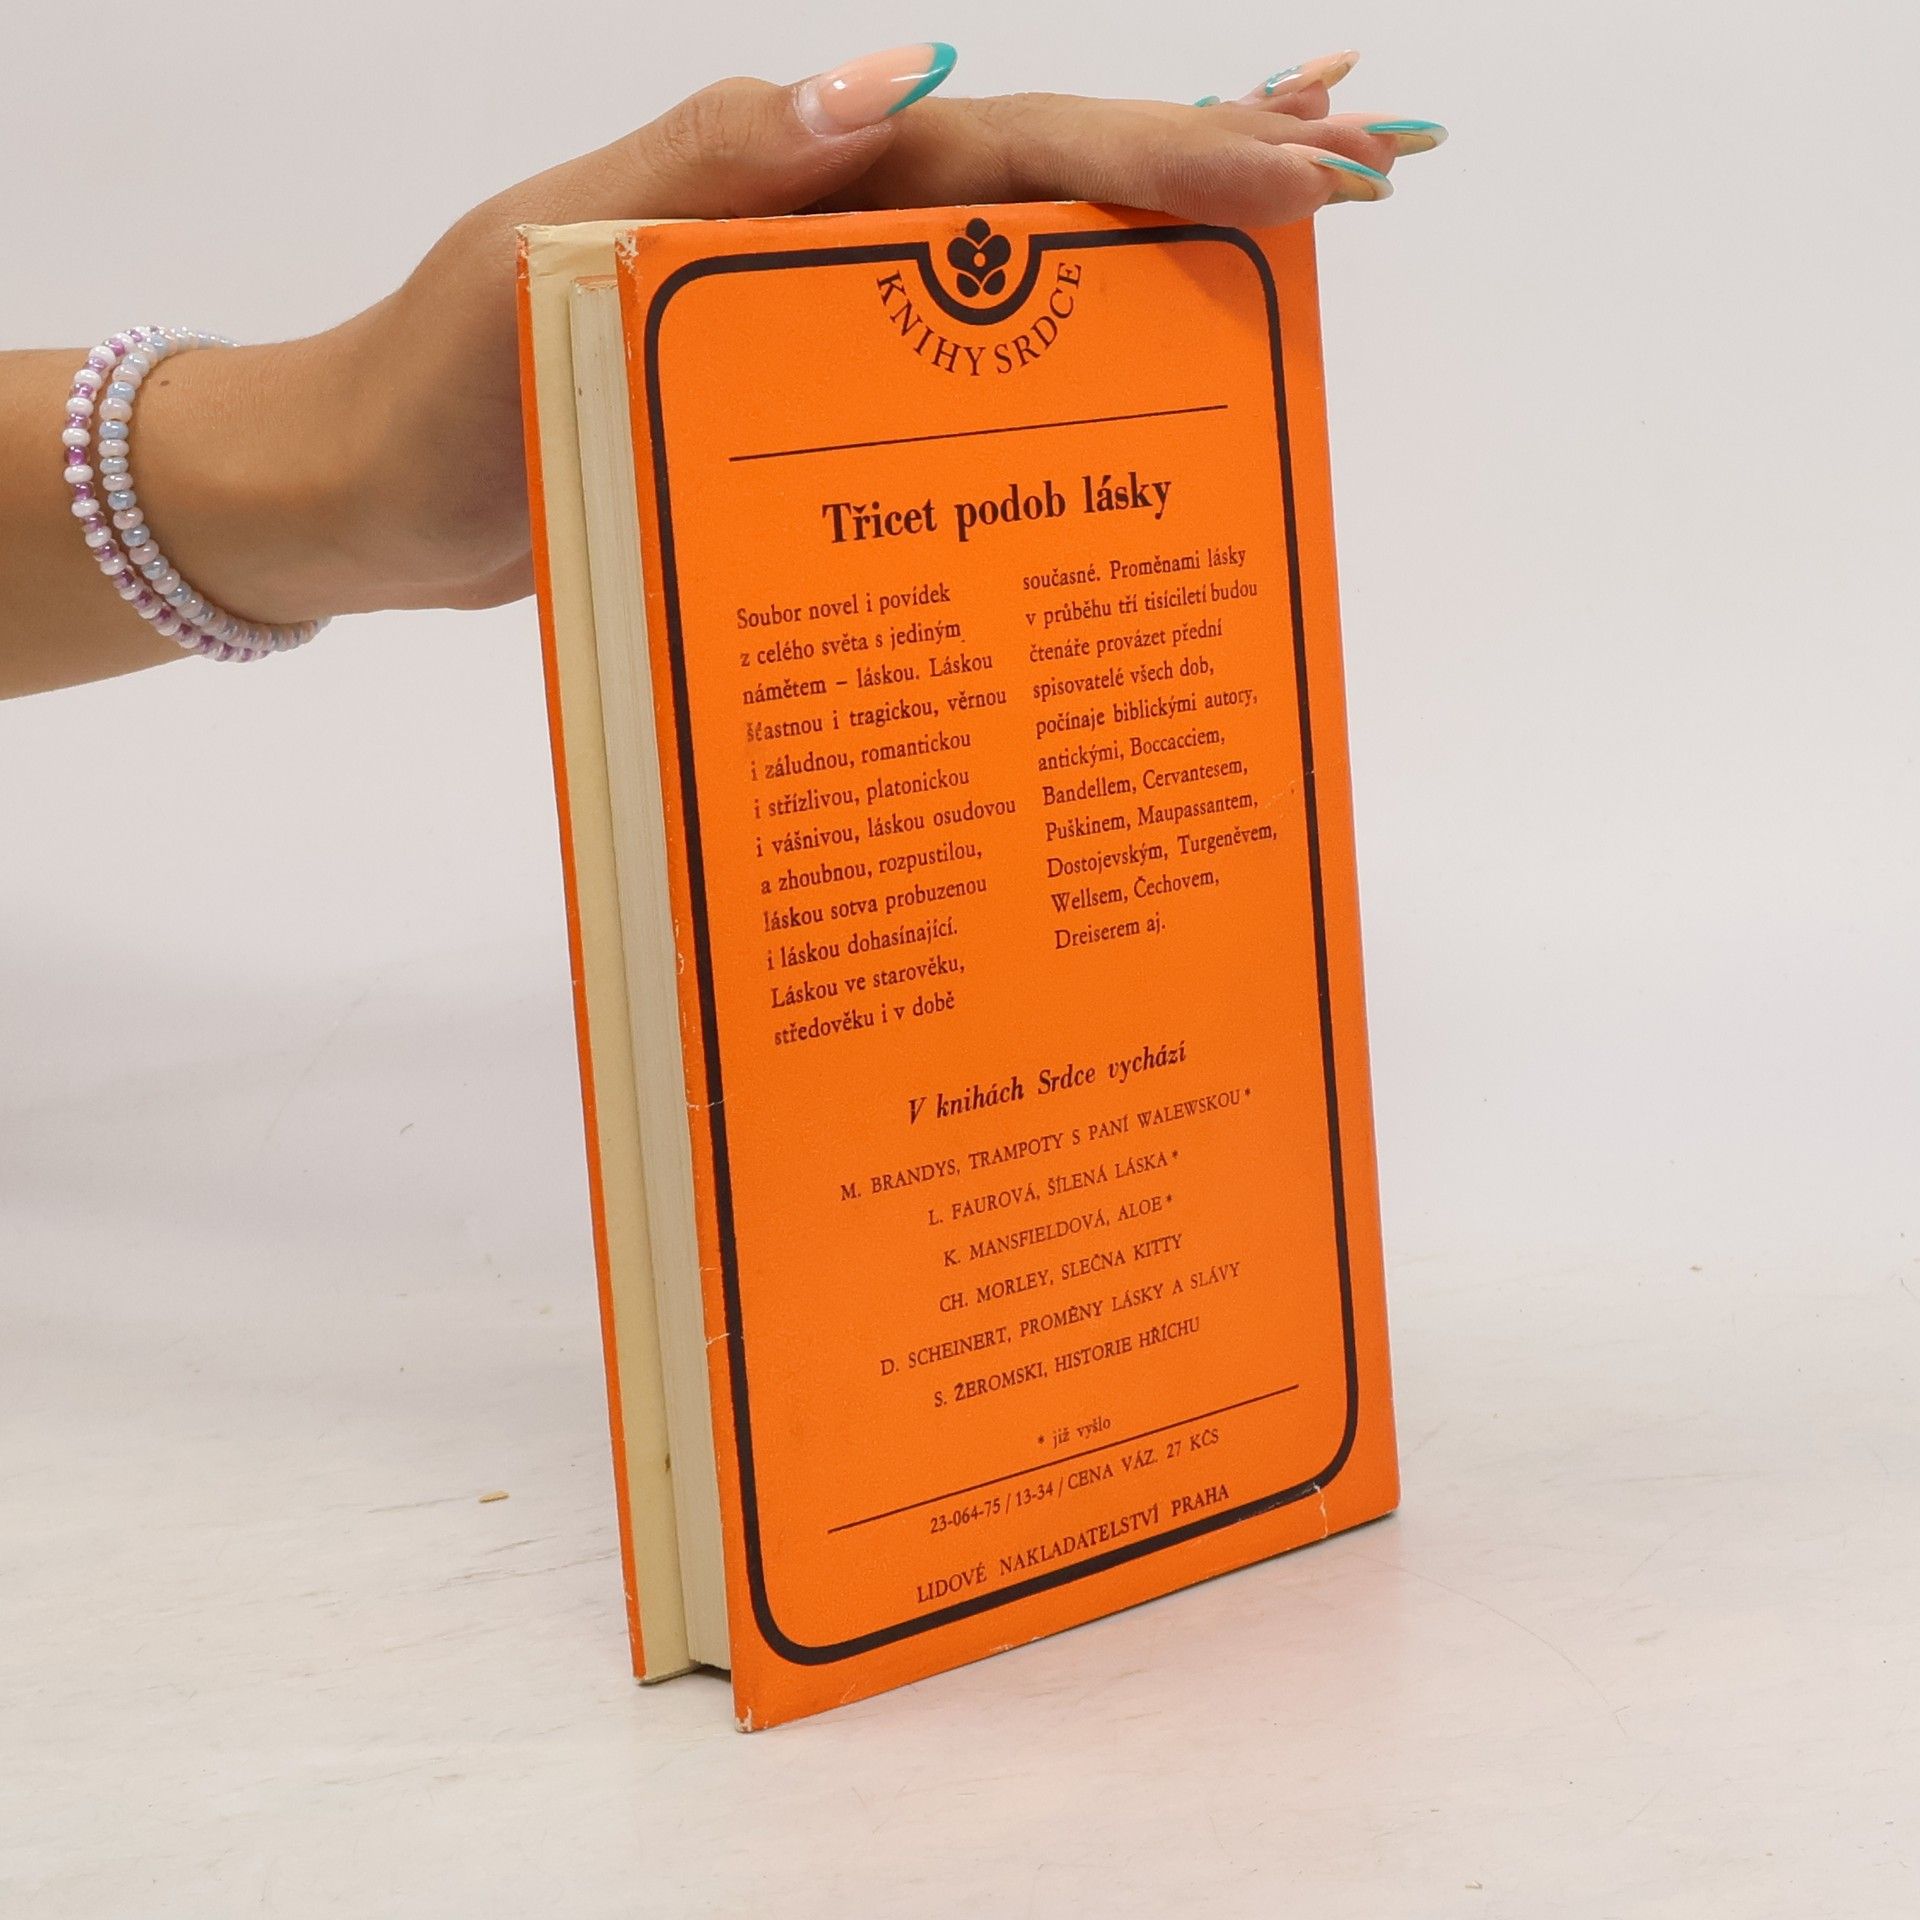 KNIHY SRDCE
Třicet podob lásky
Soubor novel i povídek
z celého světa s jediným
námětem – láskou. Láskou
šťastnou i tragickou, věrnou
i záludnou, romantickou
i střízlivou, platonickou
i vášnivou, láskou osudovou
a zhoubnou, rozpustilou,
láskou sotva probuzenou
i láskou dohasínající.
Láskou ve starověku,
středověku i v době
současné. Proměnami lásky
v průběhu tří tisíciletí budou
čtenáře provázet přední
spisovatelé všech dob,
počínaje biblickými autory,
antickými, Boccacciem,
Bandellem, Cervantesem,
Puškinem, Maupassantem,
Dostojevským, Turgeněvem,
Wellsem, Čechovem,
Dreiserem aj.
V knihách Srdce vychází
M. BRANDYS, TRAMPOTY S PANÍ WALEWSKOU*
L. FAUROVÁ, ŠÍLENÁ LÁSKA*
K. MANSFIELDOVÁ, ALOE*
CH. MORLEY, SLEČNA KITTY
D. SCHEINERT, PROMĚNY LÁSKY A SLÁVY
S. ŽEROMSKI, HISTORIE HŘÍCHU
* již vyšlo
23-064-75 / 13-34 / CENA VÁZ. 27 KČS
LIDOVÉ NAKLADATELSTVÍ PRAHA